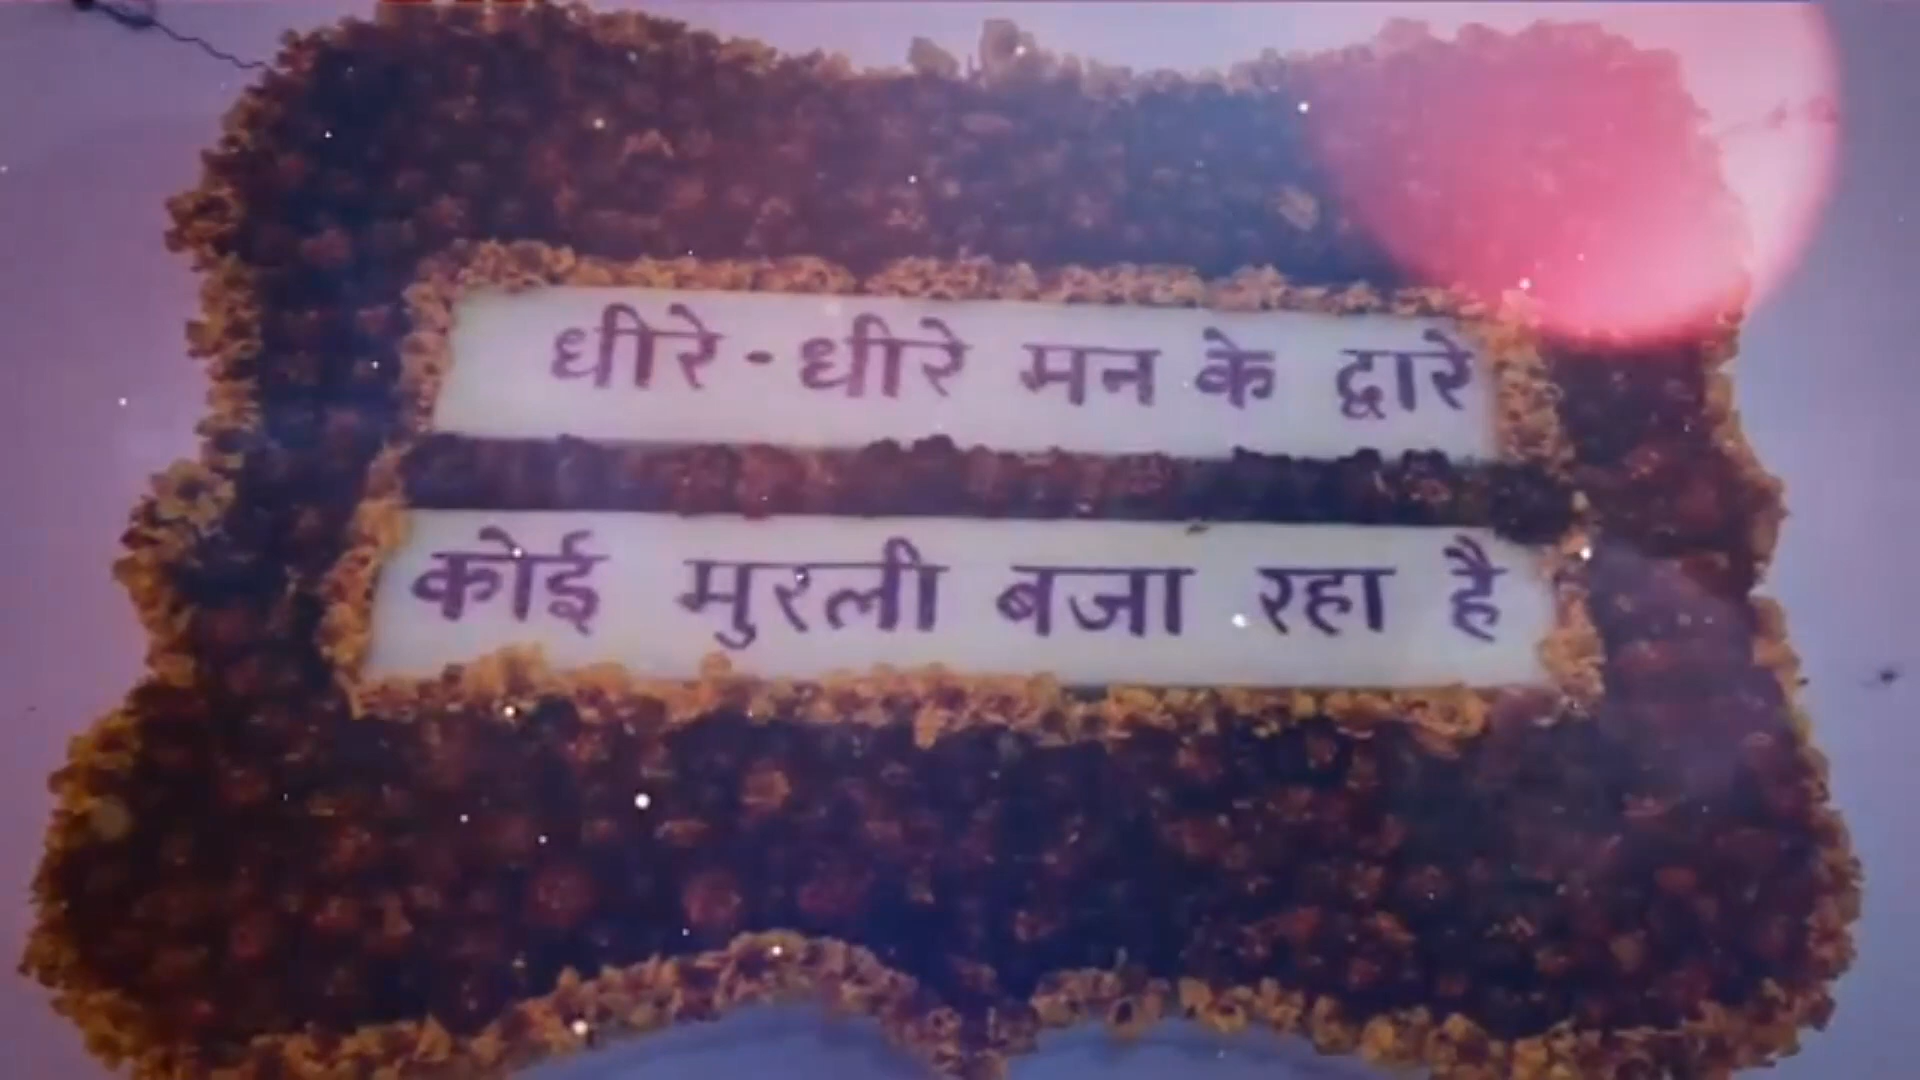 धीरे-धीरे मन के द्वारे
कोई मुरली बजा रहा है